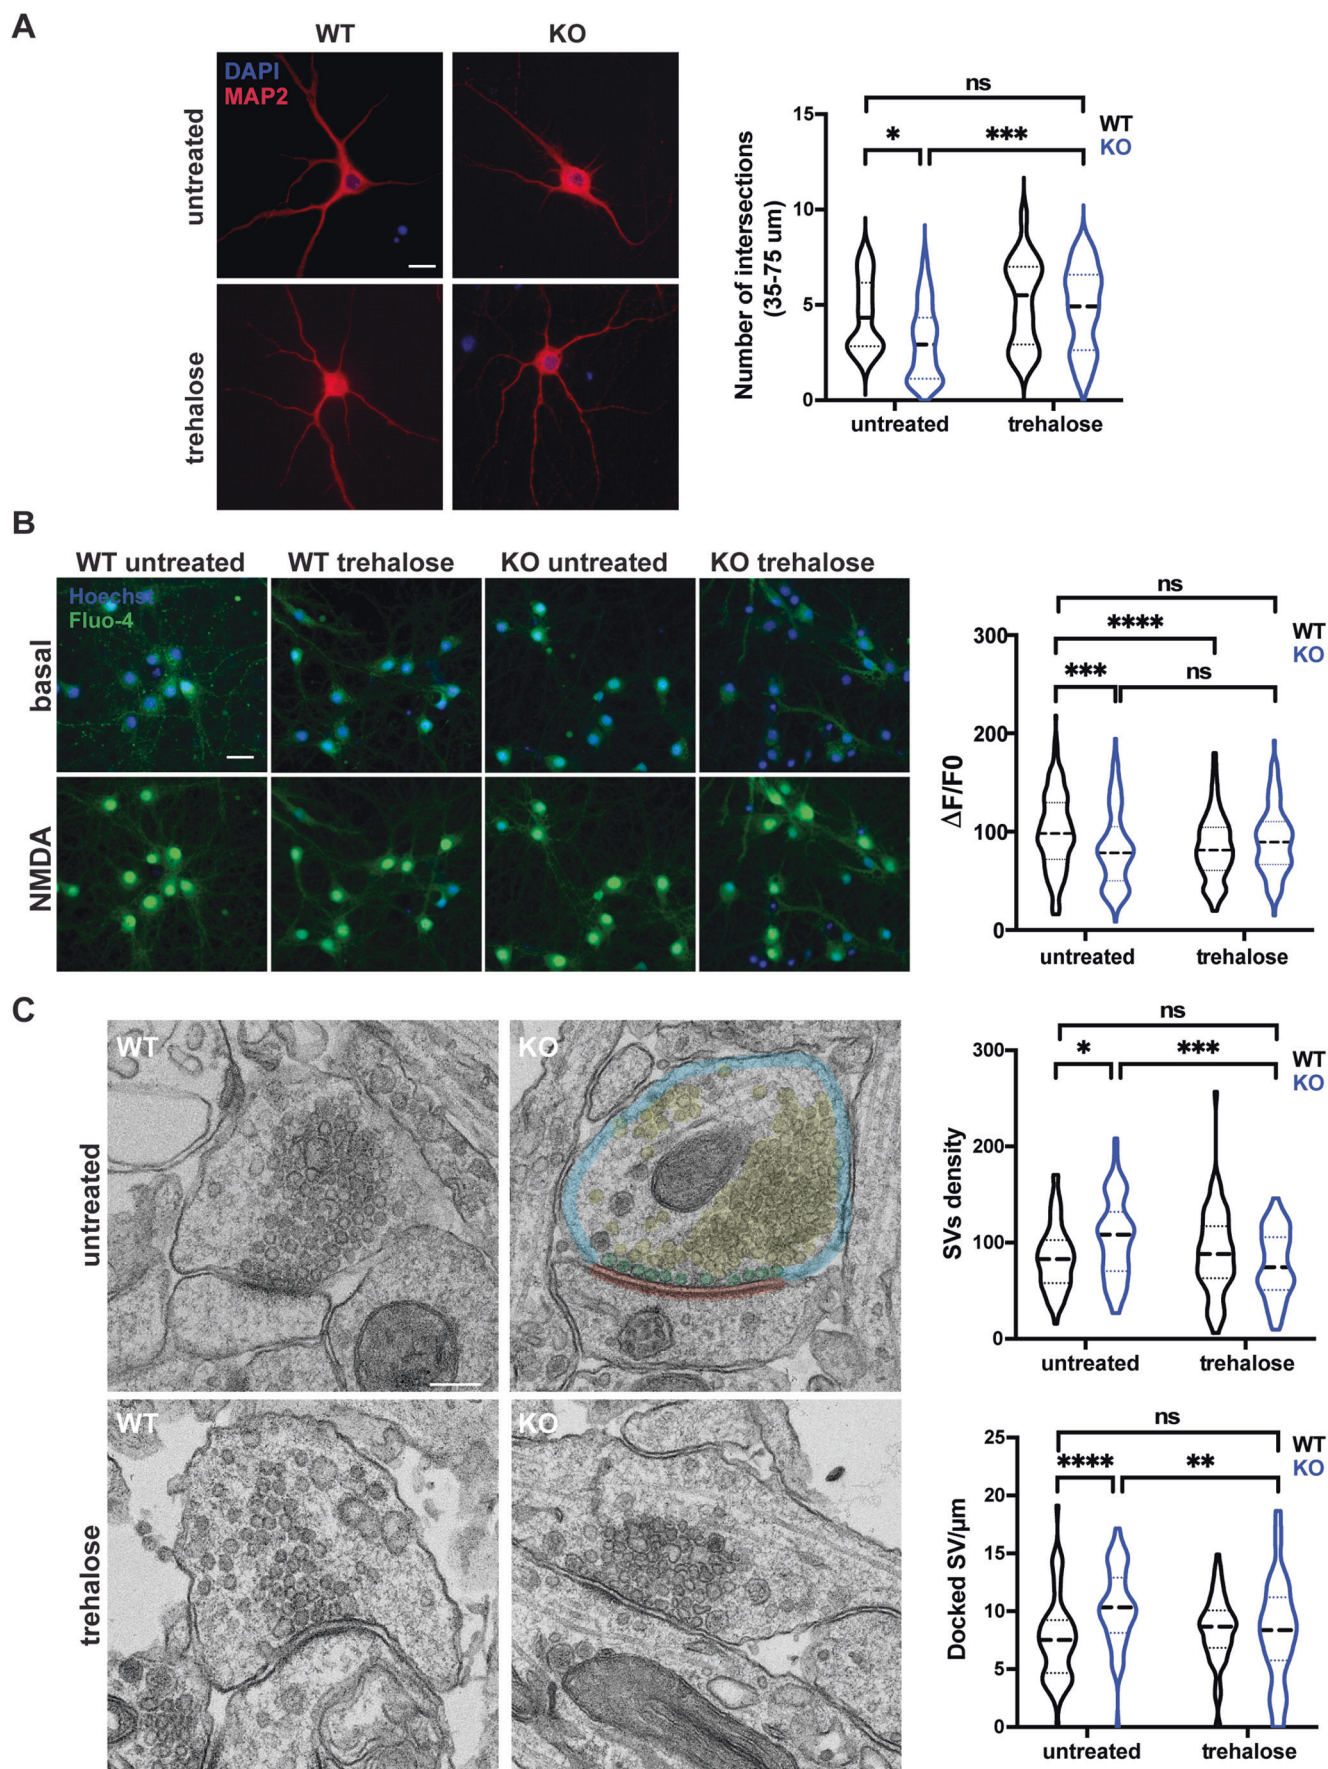 A
WT
KO
DAPI
MAP2
untreated
trehalose
ns
*
***
WT
KO
15
10
5
0
Number of intersections
(35-75 um)
untreated
trehalose
B
WT untreated
WT trehalose
KO untreated
KO trehalose
Hoechst
Fluo-4
basal
NMDA
ns
****
***
ns
WT
KO
300
200
100
0
ΔF/F0
untreated
trehalose
C
WT
KO
untreated
WT
KO
trehalose
ns
*
***
WT
KO
300
200
100
0
SVs density
untreated
trehalose
ns
****
**
WT
KO
25
20
15
10
5
0
Docked SV/µm
untreated
trehalose